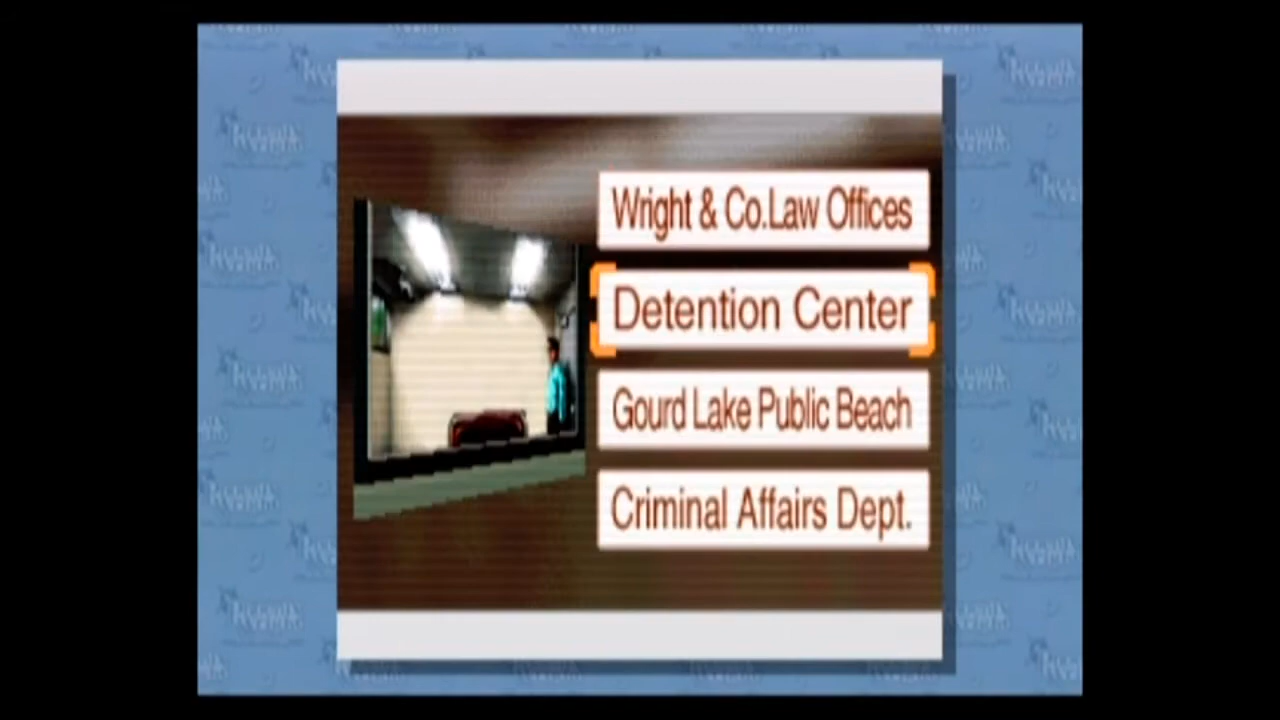 Wright & Co.Law Offices
Detention Center
Gourd Lake Public Beach
Criminal Affairs Dept.